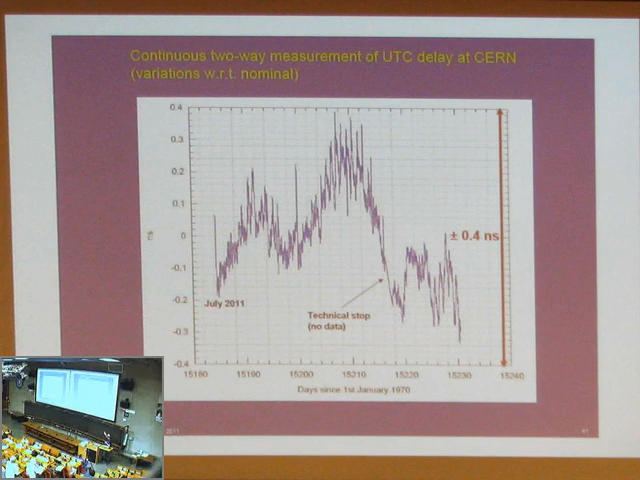 Continuous two-way measurement of UTC delay at CERN
(variations w.r.t. nominal)
0.4
0.3
0.2
0.1
0
-0.1
-0.2
-0.3
-0.4
ns
± 0.4 ns
July 2011
Technical stop
(no data)
15180 15190 15200 15210 15220 15230 15240
Days since 1st January 1970
2011
41